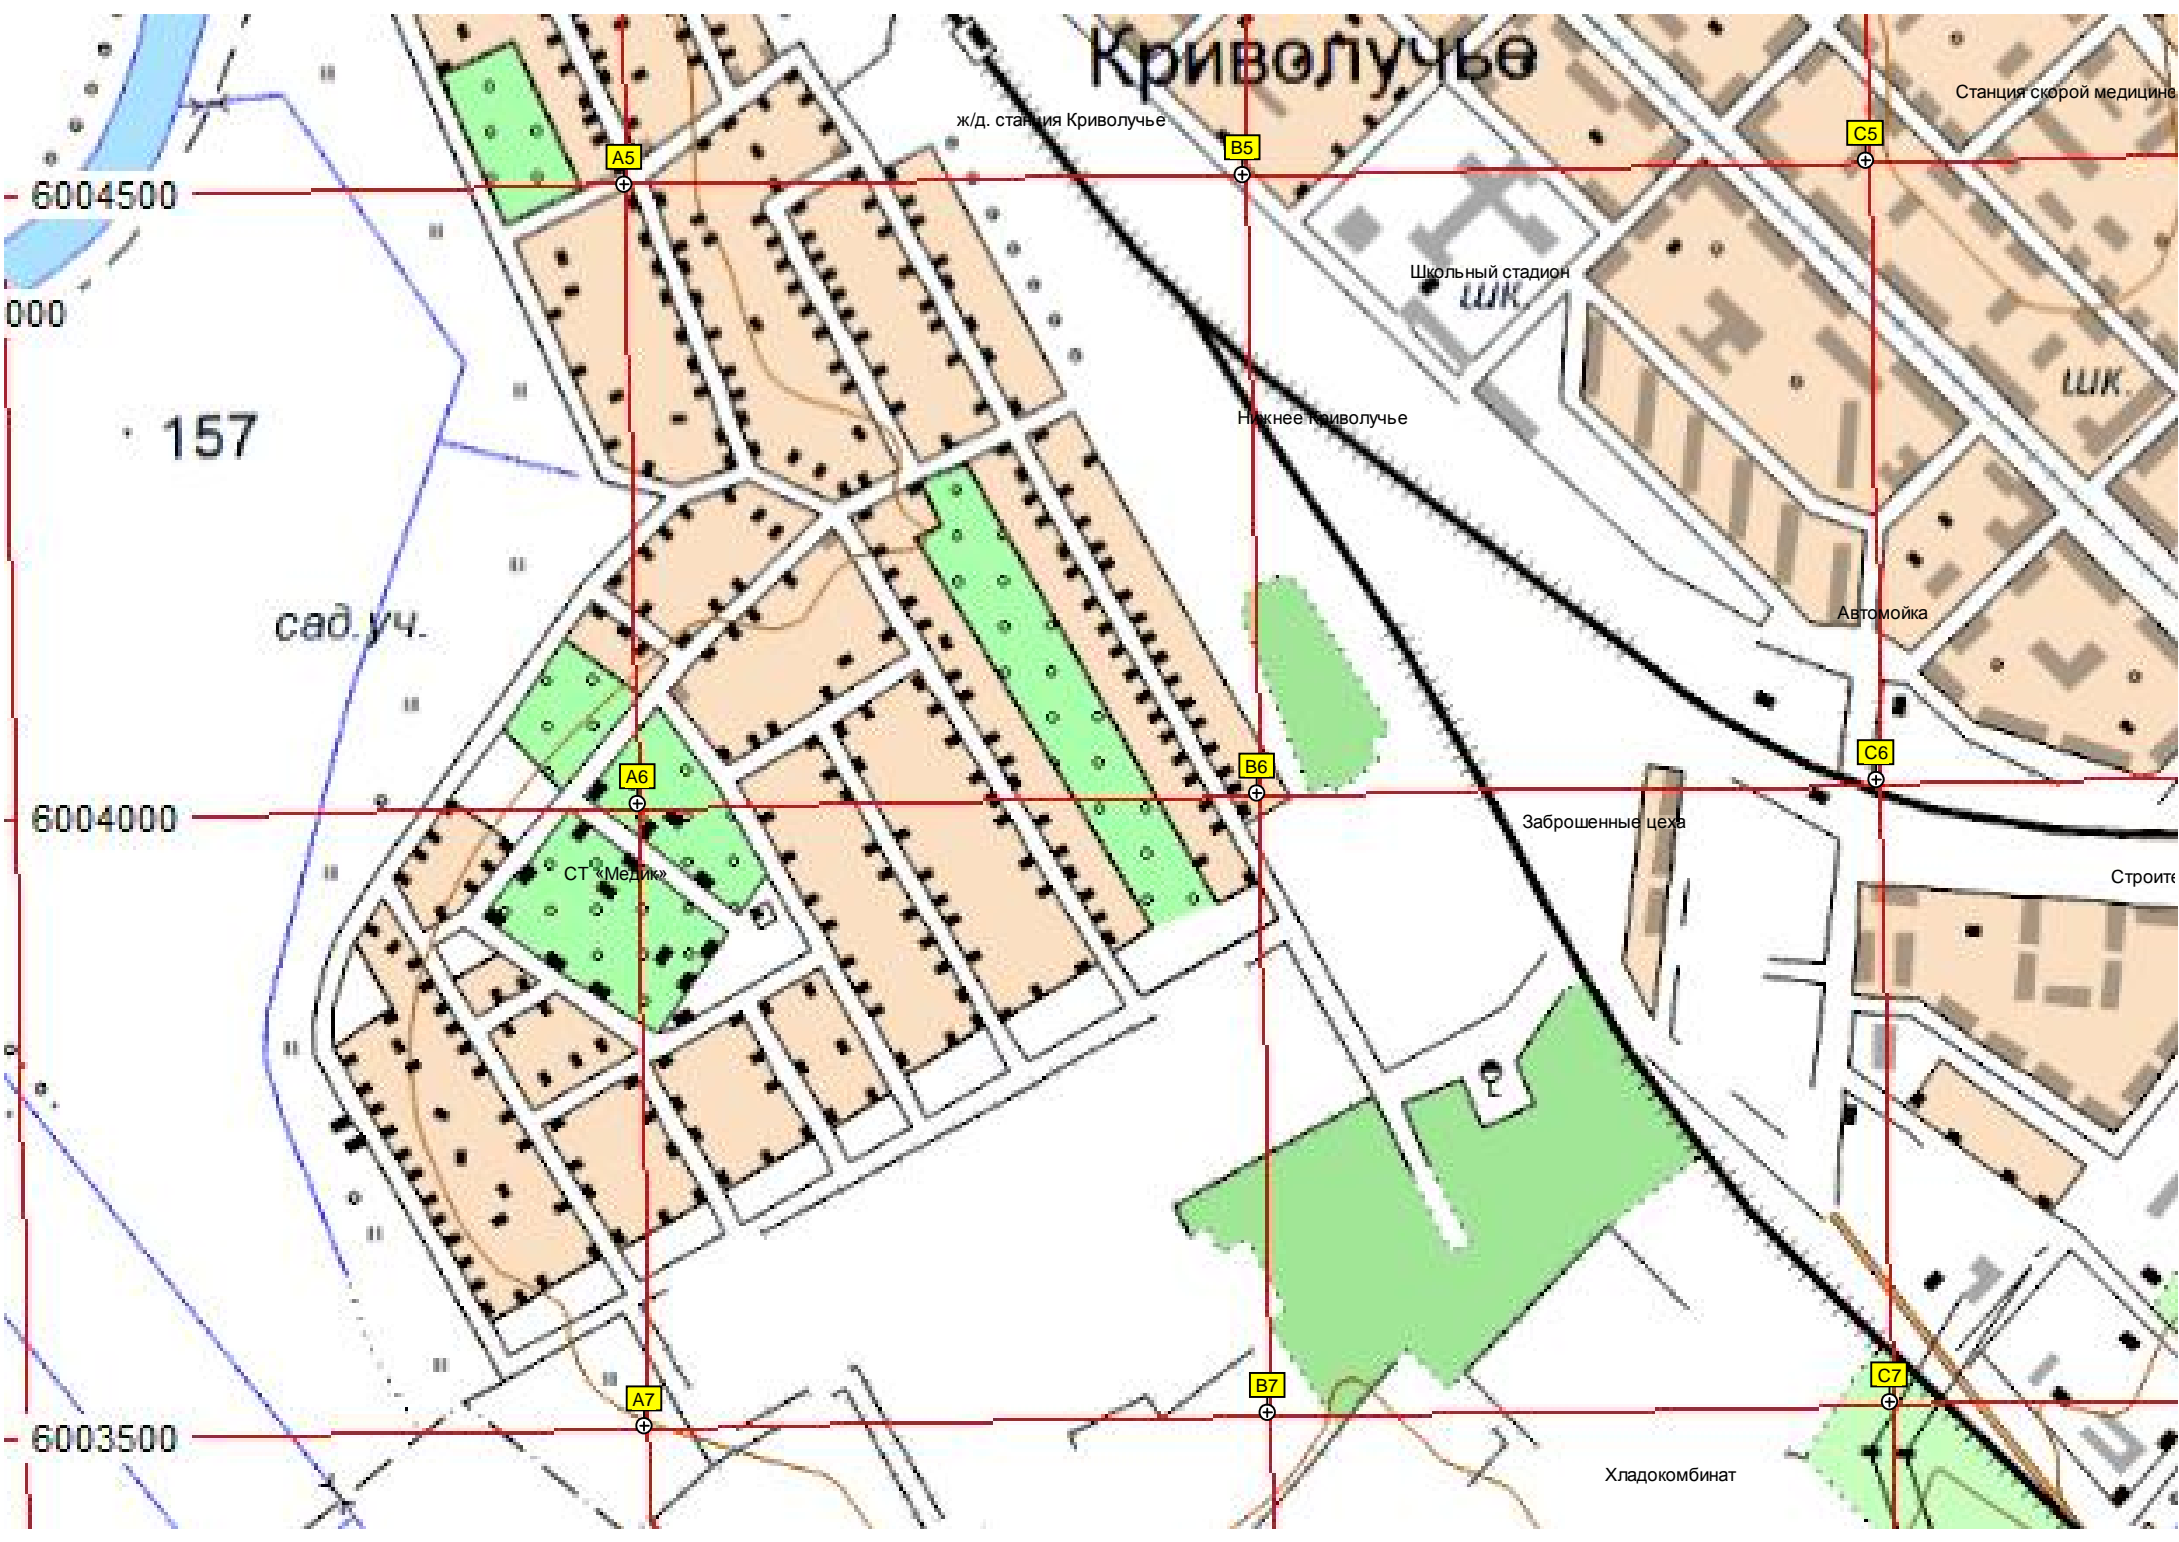 Криволучье
Станция скорой медицинс
ж/д. станция Криволучье
A5
B5
C5
6004500
Школьный стадион
шк.
000
шк.
Нижнее Криволучье
157
сад.уч.
Автомойка
A6
B6
C6
6004000
Заброшенные цеха
СТ «Медик»
Строите
A7
B7
C7
6003500
Хладокомбинат